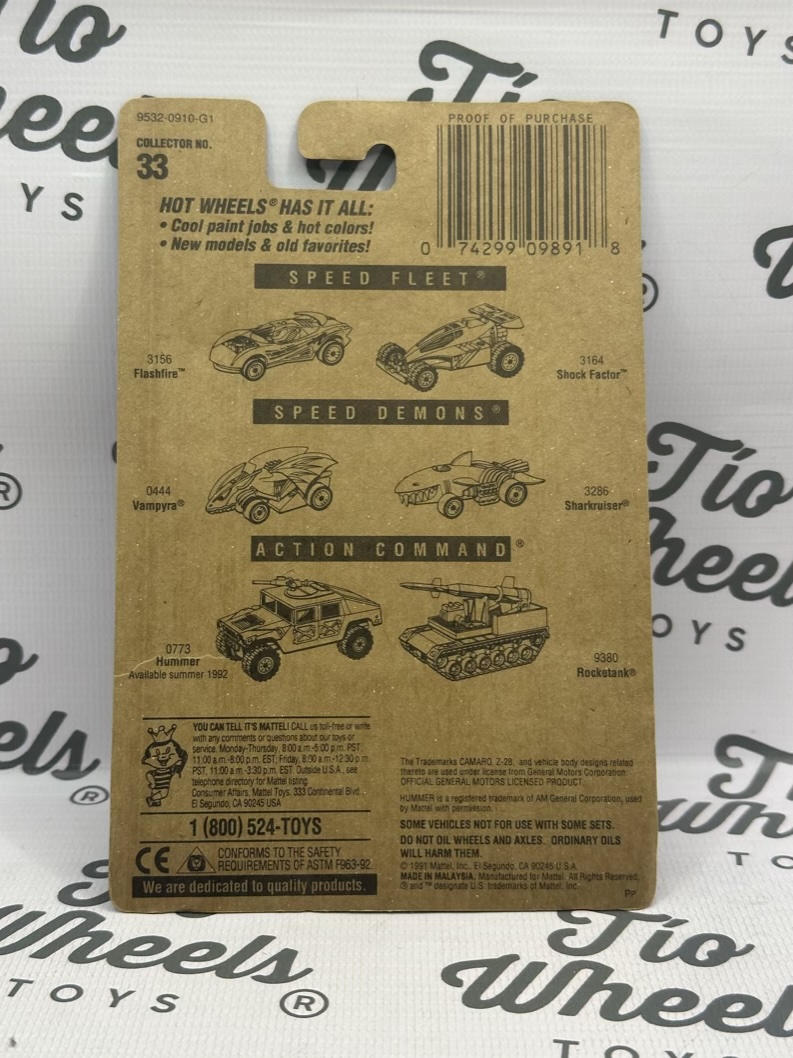 9532-0910-G1
COLLECTOR NO.
33
PROOF OF PURCHASE
0 74299 09891 8
HOT WHEELS® HAS IT ALL:
• Cool paint jobs & hot colors!
• New models & old favorites!
SPEED FLEET®
3156
Flashfire™
3164
Shock Factor™
SPEED DEMONS®
0444
Vampyra®
3286
Sharkruiser®
ACTION COMMAND®
0773
Hummer
Available summer 1992
9380
Rocketank®
YOU CAN TELL IT'S MATTEL! CALL us toll-free or write
with any comments or questions about our toys or
service. Monday-Thursday, 8:00 a.m.-5:00 p.m. PST,
11:00 a.m.-8:00 p.m. EST; Friday, 8:00 a.m.-12:30 p.m.
PST, 11:00 a.m.-3:30 p.m. EST. Outside U.S.A., see
telephone directory for Mattel listing.
Consumer Affairs, Mattel Toys, 333 Continental Blvd.,
El Segundo, CA 90245 USA
1 (800) 524-TOYS
CE
CONFORMS TO THE SAFETY
REQUIREMENTS OF ASTM F963-92
We are dedicated to quality products.
The Trademarks CAMARO, Z-28, and vehicle body designs related
thereto are used under license from General Motors Corporation.
OFFICIAL GENERAL MOTORS LICENSED PRODUCT.
HUMMER is a registered trademark of AM General Corporation, used
by Mattel with permission.
SOME VEHICLES NOT FOR USE WITH SOME SETS.
DO NOT OIL WHEELS AND AXLES. ORDINARY OILS
WILL HARM THEM.
© 1991 Mattel, Inc., El Segundo, CA 90245 U.S.A.
MADE IN MALAYSIA. Manufactured for Mattel. All Rights Reserved.
® and ™ designate U.S. trademarks of Mattel, Inc.
PP
TOYS
Tío
Wheels
TOYS
®
Tío
Wheels
TOYS